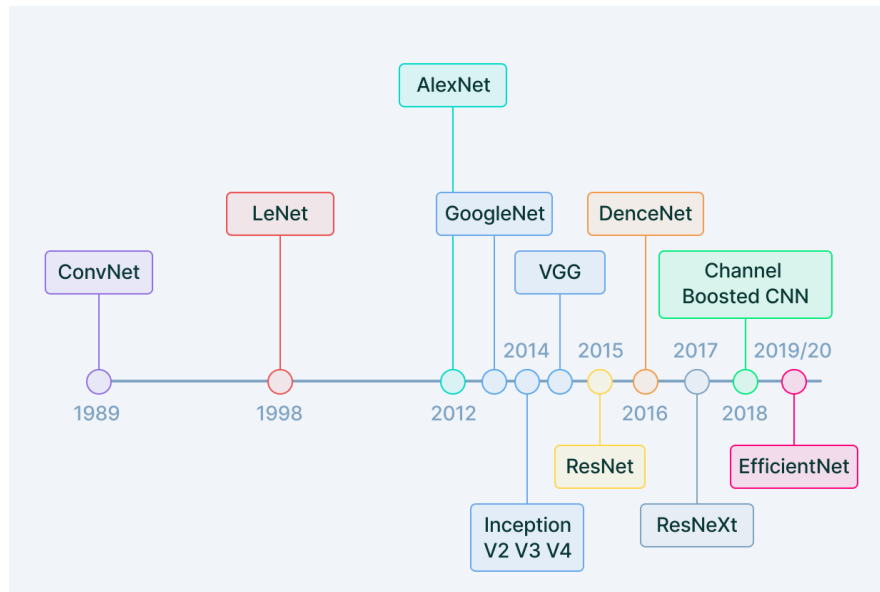 AlexNet
LeNet
GoogleNet
DenceNet
ConvNet
VGG
Channel
Boosted CNN
2014
2015
2017
2019/20
1989
1998
2012
2016
2018
ResNet
EfficientNet
Inception
V2 V3 V4
ResNeXt